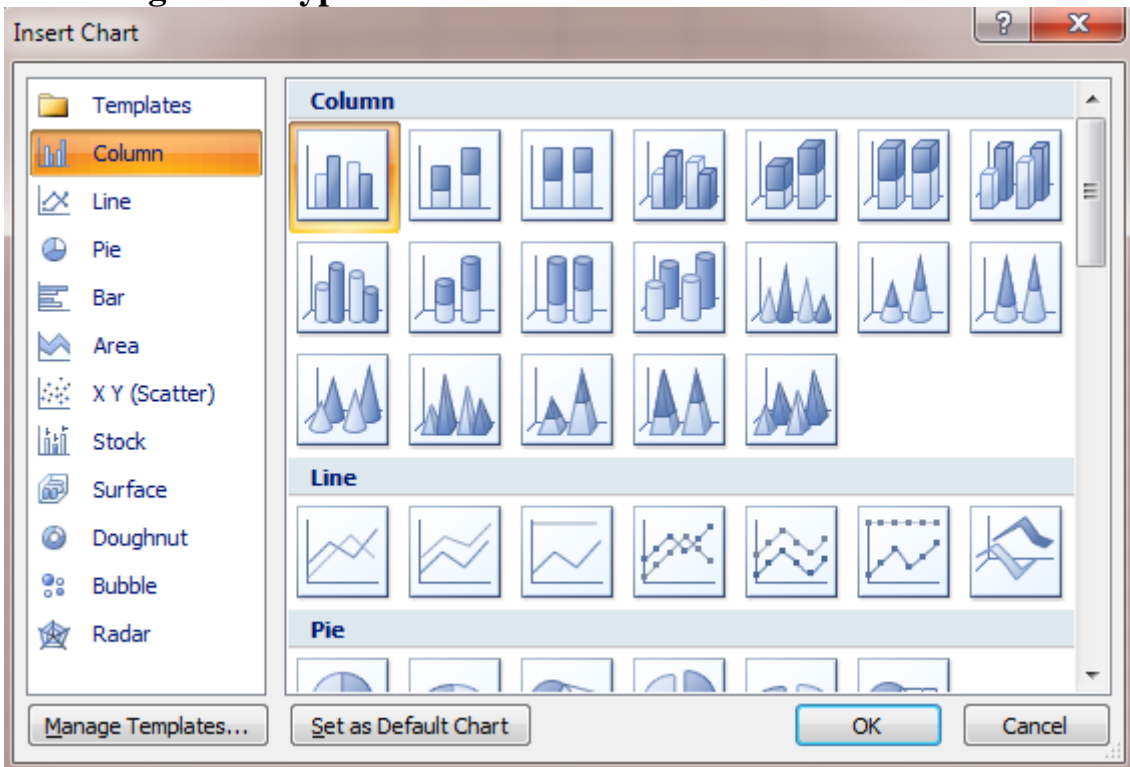 Insert Chart
Templates
Column
Line
Pie
Bar
Area
X Y (Scatter)
Stock
Surface
Doughnut
Bubble
Radar
Column
Line
Pie
Manage Templates...
Set as Default Chart
OK
Cancel